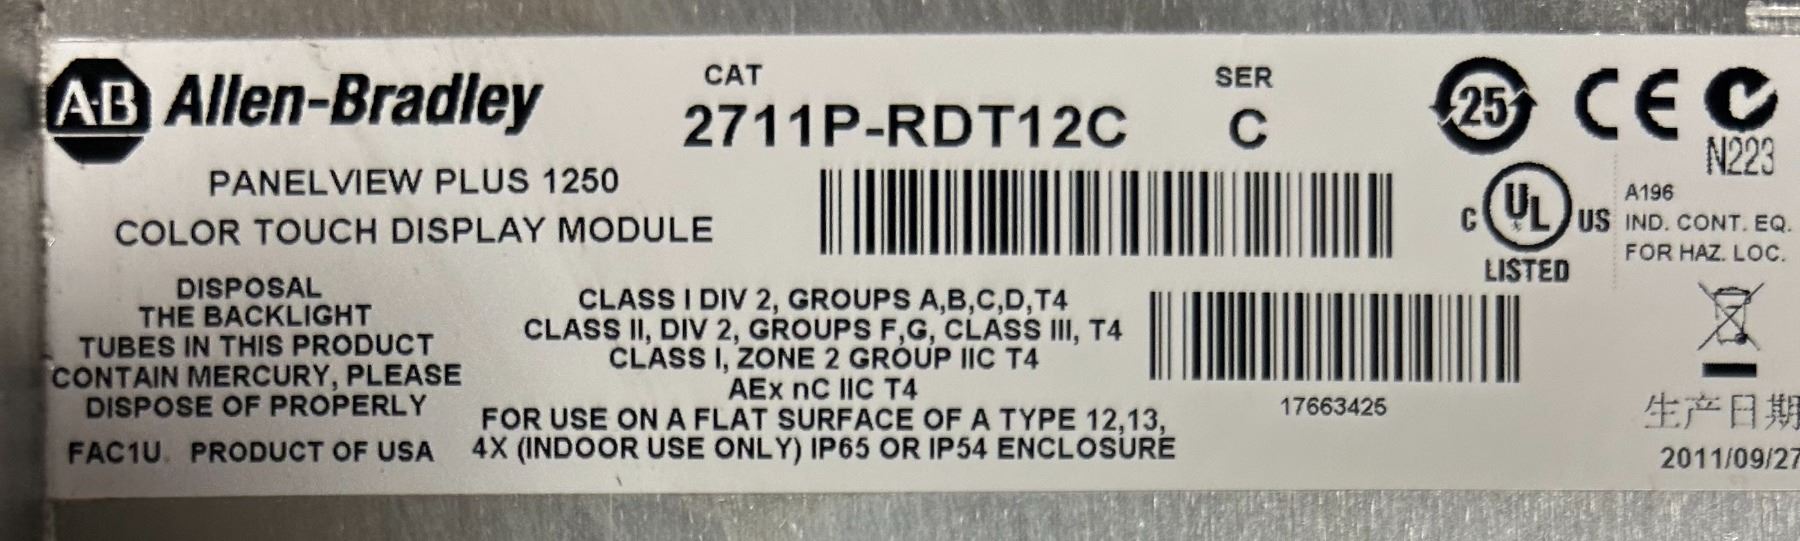 A-B Allen-Bradley
CAT
2711P-RDT12C
SER
C
PANELVIEW PLUS 1250
COLOR TOUCH DISPLAY MODULE
DISPOSAL
THE BACKLIGHT
TUBES IN THIS PRODUCT
CONTAIN MERCURY, PLEASE
DISPOSE OF PROPERLY
FAC1U. PRODUCT OF USA
CLASS I DIV 2, GROUPS A,B,C,D,T4
CLASS II, DIV 2, GROUPS F,G, CLASS III, T4
CLASS I, ZONE 2 GROUP IIC T4
AEx nC IIC T4
FOR USE ON A FLAT SURFACE OF A TYPE 12,13,
4X (INDOOR USE ONLY) IP65 OR IP54 ENCLOSURE
17663425
25
CE
N223
C UL US
LISTED
A196
IND. CONT. EQ.
FOR HAZ. LOC.
生产日期
2011/09/27